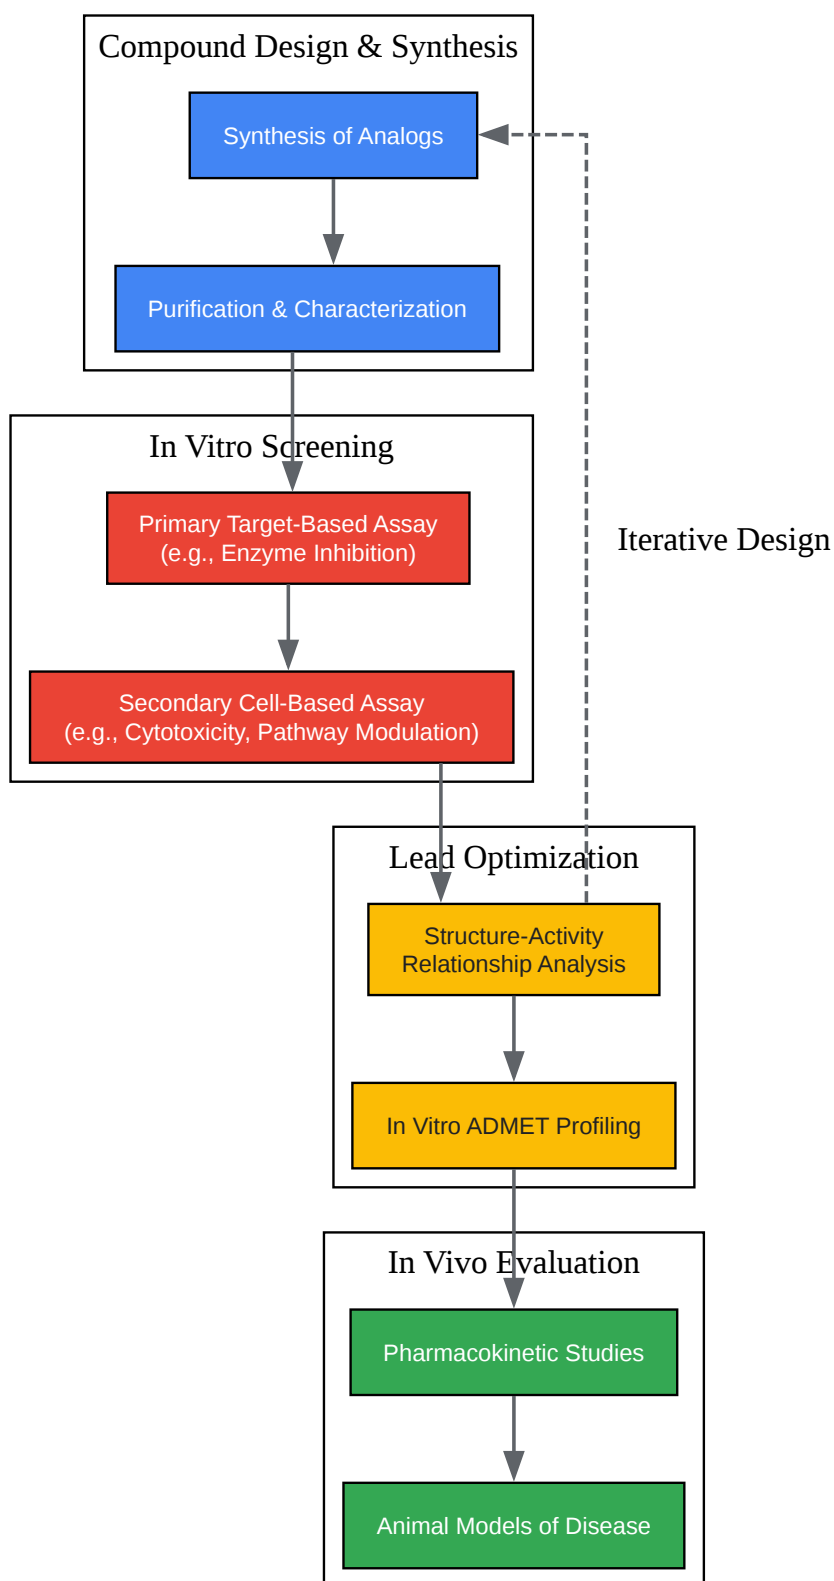 Compound Design & Synthesis
Synthesis of Analogs
Purification & Characterization
In Vitro Screening
Primary Target-Based Assay
(e.g., Enzyme Inhibition)
Iterative Design
Secondary Cell-Based Assay
(e.g., Cytotoxicity, Pathway Modulation)
Lead Optimization
Structure-Activity
Relationship Analysis
In Vitro ADMET Profiling
In Vivo Evaluation
Pharmacokinetic Studies
Animal Models of Disease